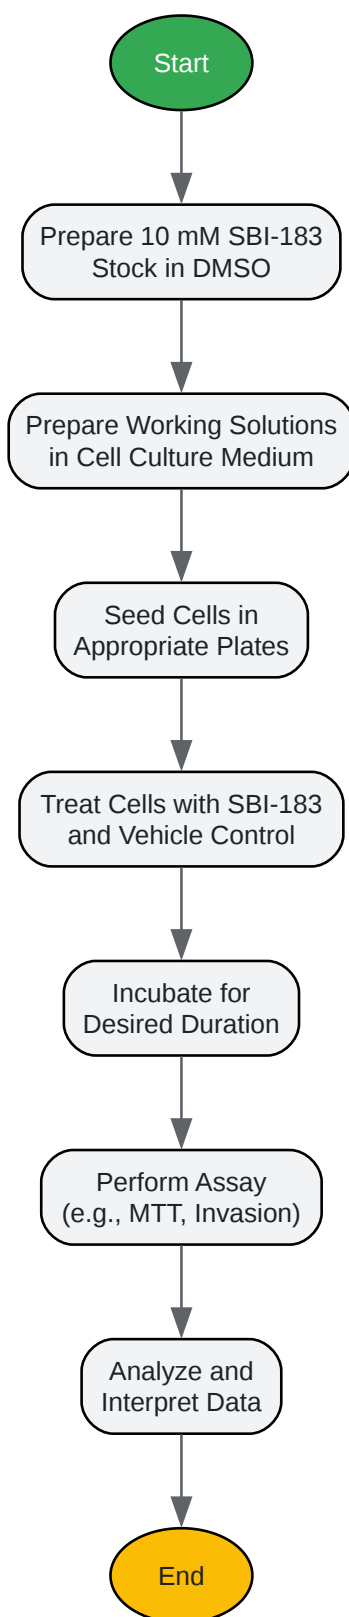 Start
Prepare 10 mM SBI-183
Stock in DMSO
Prepare Working Solutions
in Cell Culture Medium
Seed Cells in
Appropriate Plates
Treat Cells with SBI-183
and Vehicle Control
Incubate for
Desired Duration
Perform Assay
(e.g., MTT, Invasion)
Analyze and
Interpret Data
End